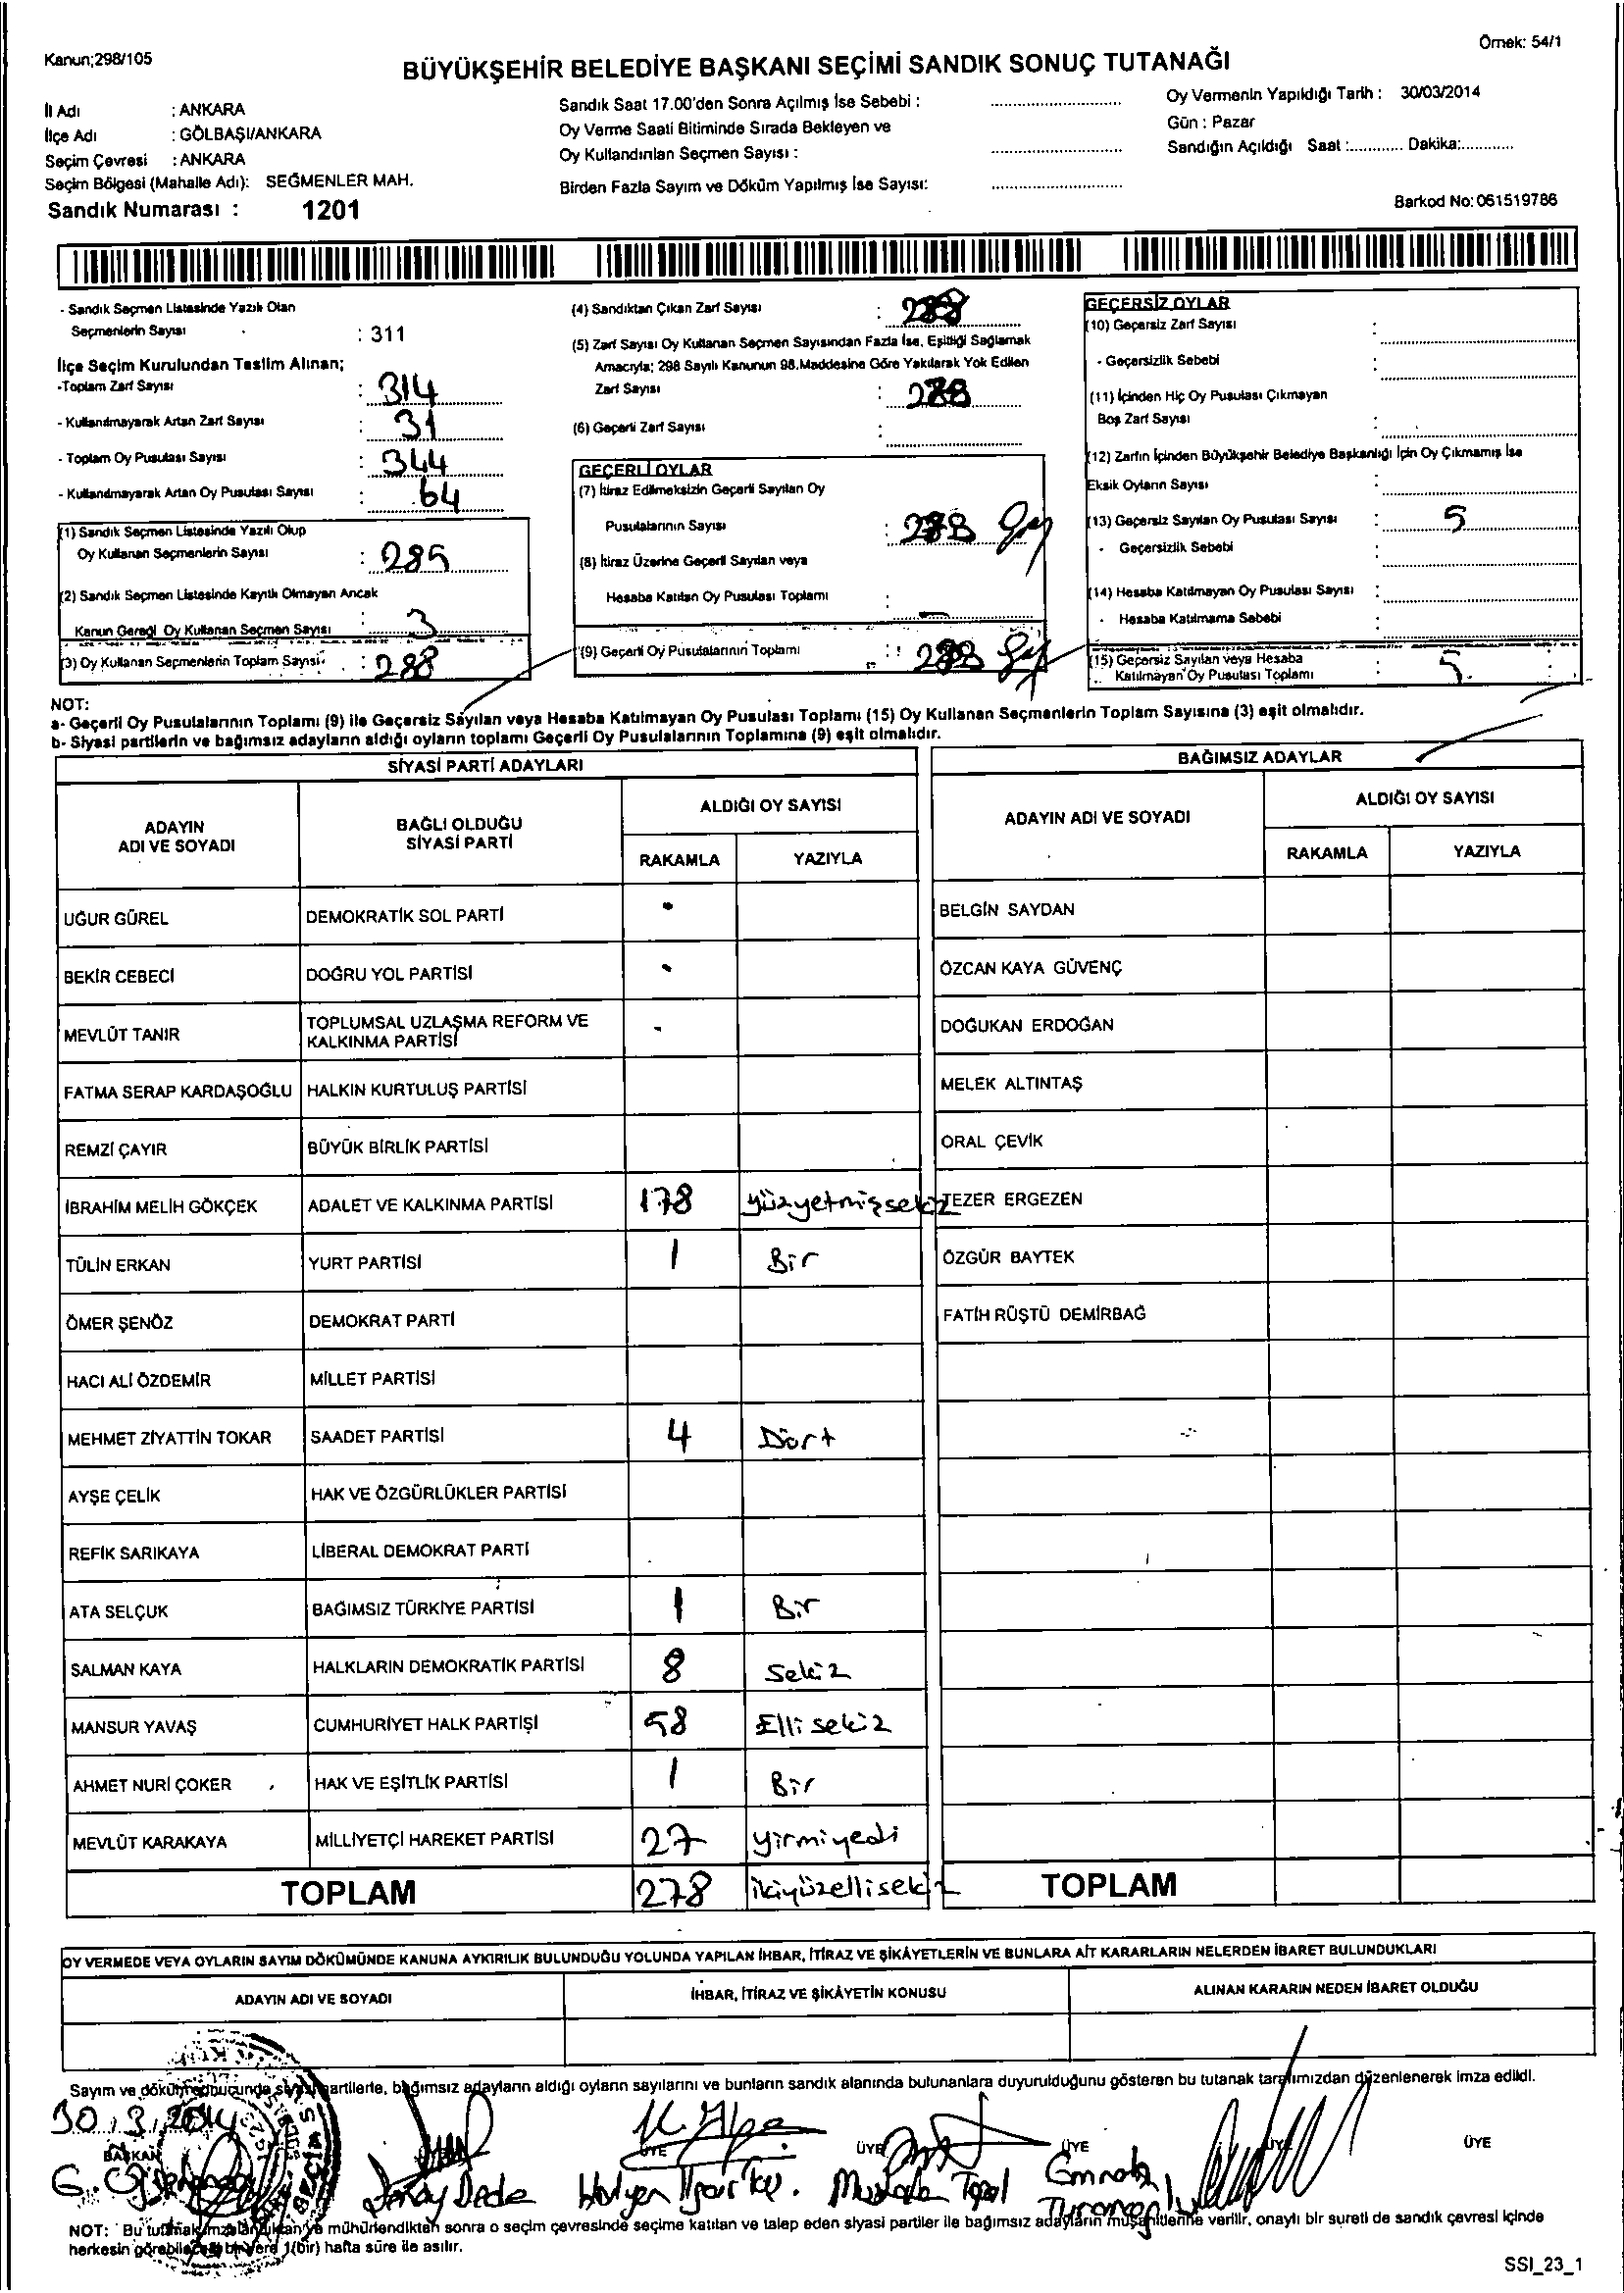 Kanun;298/105
Örnek: 54/1
BÜYÜKŞEHİR BELEDİYE BAŞKANI SEÇİMİ SANDIK SONUÇ TUTANAĞI
İl Adı : ANKARA
İlçe Adı : GÖLBAŞI/ANKARA
Seçim Çevresi : ANKARA
Seçim Bölgesi (Mahalle Adı): SEĞMENLER MAH.
Sandık Numarası : 1201
Sandık Saat 17.00'den Sonra Açılmış İse Sebebi :
Oy Verme Saati Bitiminde Sırada Bekleyen ve
Oy Kullandırılan Seçmen Sayısı :
Birden Fazla Sayım ve Döküm Yapılmış İse Sayısı:
Oy Vermenin Yapıldığı Tarih : 30/03/2014
Gün : Pazar
Sandığın Açıldığı Saat :............ Dakika:............
Barkod No: 061519786
- Sandık Seçmen Listesinde Yazılı Olan
Seçmenlerin Sayısı : 311
İlçe Seçim Kurulundan Teslim Alınan;
-Toplam Zarf Sayısı : 314
- Kullanılmayarak Artan Zarf Sayısı : 31
- Toplam Oy Pusulası Sayısı : 344
- Kullanılmayarak Artan Oy Pusulası Sayısı : 64
(1) Sandık Seçmen Listesinde Yazılı Olup
Oy Kullanan Seçmenlerin Sayısı : 285
(2) Sandık Seçmen Listesinde Kayıtlı Olmayan Ancak
Kanun Gereği Oy Kullanan Seçmen Sayısı : 3
(3) Oy Kullanan Seçmenlerin Toplam Sayısı : 288
(4) Sandıktan Çıkan Zarf Sayısı : 288
(5) Zarf Sayısı Oy Kullanan Seçmen Sayısından Fazla İse, Eşitliği Sağlamak
Amacıyla; 298 Sayılı Kanunun 98.Maddesine Göre Yakılarak Yok Edilen
Zarf Sayısı : 288
(6) Geçerli Zarf Sayısı :
GEÇERLİ OYLAR
(7) İtiraz Edilmeksizin Geçerli Sayılan Oy
Pusulalarının Sayısı :
(8) İtiraz Üzerine Geçerli Sayılan veya
Hesaba Katılan Oy Pusulası Toplamı : -
(9) Geçerli Oy Pusulalarının Toplamı :
GEÇERSİZ OYLAR
(10) Geçersiz Zarf Sayısı :
- Geçersizlik Sebebi :
(11) İçinden Hiç Oy Pusulası Çıkmayan
Boş Zarf Sayısı :
(12) Zarfın İçinden Büyükşehir Belediye Başkanlığı İçin Oy Çıkmamış İse
Eksik Oyların Sayısı :
(13) Geçersiz Sayılan Oy Pusulası Sayısı : 5
- Geçersizlik Sebebi :
(14) Hesaba Katılmayan Oy Pusulası Sayısı :
- Hesaba Katılmama Sebebi :
(15) Geçersiz Sayılan veya Hesaba
Katılmayan Oy Pusulası Toplamı : 5
NOT:
a- Geçerli Oy Pusulalarının Toplamı (9) ile Geçersiz Sayılan veya Hesaba Katılmayan Oy Pusulası Toplamı (15) Oy Kullanan Seçmenlerin Toplam Sayısına (3) eşit olmalıdır.
b- Siyasi partilerin ve bağımsız adayların aldığı oyların toplamı Geçerli Oy Pusulalarının Toplamına (9) eşit olmalıdır.
SİYASİ PARTİ ADAYLARI
ADAYIN ADI VE SOYADI BAĞLI OLDUĞU SİYASİ PARTİ ALDIĞI OY SAYISI
RAKAMLA YAZIYLA
UĞUR GÜREL DEMOKRATİK SOL PARTİ -
BEKİR CEBECİ DOĞRU YOL PARTİSİ -
MEVLÜT TANIR TOPLUMSAL UZLAŞMA REFORM VE KALKINMA PARTİSİ -
FATMA SERAP KARDAŞOĞLU HALKIN KURTULUŞ PARTİSİ
REMZİ ÇAYIR BÜYÜK BİRLİK PARTİSİ
İBRAHİM MELİH GÖKÇEK ADALET VE KALKINMA PARTİSİ 178 yüzyetmişsekiz
TÜLİN ERKAN YURT PARTİSİ 1 Bir
ÖMER ŞENÖZ DEMOKRAT PARTİ
HACI ALİ ÖZDEMİR MİLLET PARTİSİ
MEHMET ZİYATTİN TOKAR SAADET PARTİSİ 4 Dört
AYŞE ÇELİK HAK VE ÖZGÜRLÜKLER PARTİSİ
REFİK SARIKAYA LİBERAL DEMOKRAT PARTİ
ATA SELÇUK BAĞIMSIZ TÜRKİYE PARTİSİ 1 Bir
SALMAN KAYA HALKLARIN DEMOKRATİK PARTİSİ 8 sekiz
MANSUR YAVAŞ CUMHURİYET HALK PARTİSİ 58 Elli sekiz
AHMET NURİ ÇOKER HAK VE EŞİTLİK PARTİSİ 1 Bir
MEVLÜT KARAKAYA MİLLİYETÇİ HAREKET PARTİSİ 27 yirmiyedi
TOPLAM 278 ikiyüzellisekiz
BAĞIMSIZ ADAYLAR
ADAYIN ADI VE SOYADI ALDIĞI OY SAYISI
RAKAMLA YAZIYLA
BELGİN SAYDAN
ÖZCAN KAYA GÜVENÇ
DOĞUKAN ERDOĞAN
MELEK ALTINTAŞ
ORAL ÇEVİK
TEZER ERGEZEN
ÖZGÜR BAYTEK
FATİH RÜŞTÜ DEMİRBAĞ
TOPLAM
OY VERMEDE VEYA OYLARIN SAYIM DÖKÜMÜNDE KANUNA AYKIRILIK BULUNDUĞU YOLUNDA YAPILAN İHBAR, İTİRAZ VE ŞİKÂYETLERİN VE BUNLARA AİT KARARLARIN NELERDEN İBARET BULUNDUKLARI
ADAYIN ADI VE SOYADI İHBAR, İTİRAZ VE ŞİKÂYETİN KONUSU ALINAN KARARIN NEDEN İBARET OLDUĞU
Sayım ve döküm sonucunda siyasi partilerle, bağımsız adayların aldığı oyların sayılarını ve bunların sandık alanında bulunanlara duyurulduğunu gösteren bu tutanak tarafımızdan düzenlenerek imza edildi.
30.3.2014
BAŞKAN ÜYE ÜYE ÜYE ÜYE ÜYE
Dede Mustafa Topal
NOT: Bu tutanak imzalandıktan ve mühürlendikten sonra o seçim çevresinde seçime katılan ve talep eden siyasi partiler ile bağımsız adayların müşahitlerine verilir, onaylı bir sureti de sandık çevresi içinde
herkesin görebileceği bir yere 1(bir) hafta süre ile asılır.
SSI_23_1